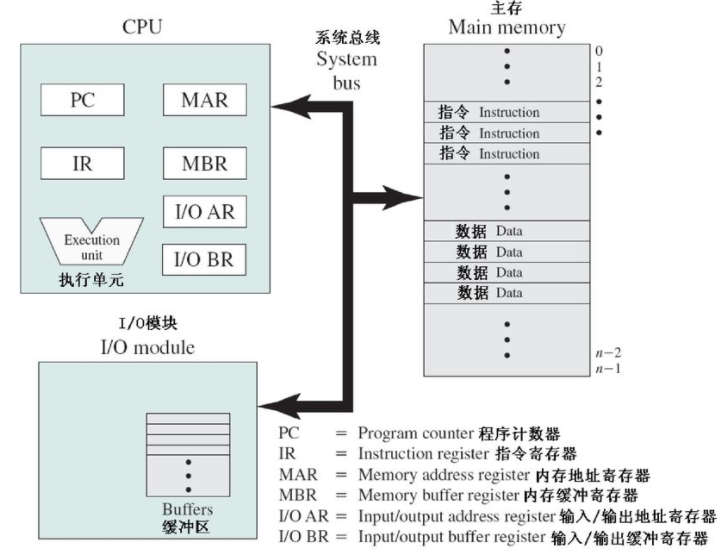 CPU
PC
MAR
IR
MBR
I/O AR
I/O BR
Execution
unit
执行单元
系统总线
System
bus
主存
Main memory
0
1
2
指令 Instruction
指令 Instruction
指令 Instruction
数据 Data
数据 Data
数据 Data
数据 Data
n−2
n−1
I/O模块
I/O module
Buffers
缓冲区
PC = Program counter 程序计数器
IR = Instruction register 指令寄存器
MAR = Memory address register 内存地址寄存器
MBR = Memory buffer register 内存缓冲寄存器
I/O AR = Input/output address register 输入/输出地址寄存器
I/O BR = Input/output buffer register 输入/输出缓冲寄存器